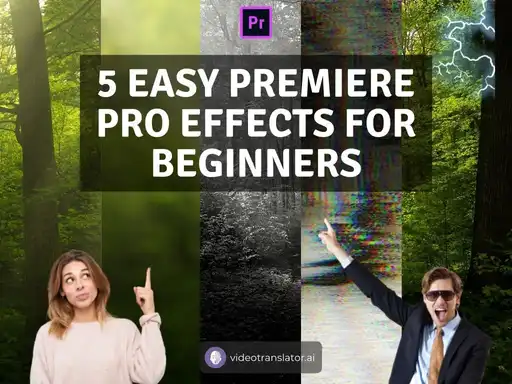 Pr
5 EASY PREMIERE
PRO EFFECTS FOR
BEGINNERS
videotranslator.ai